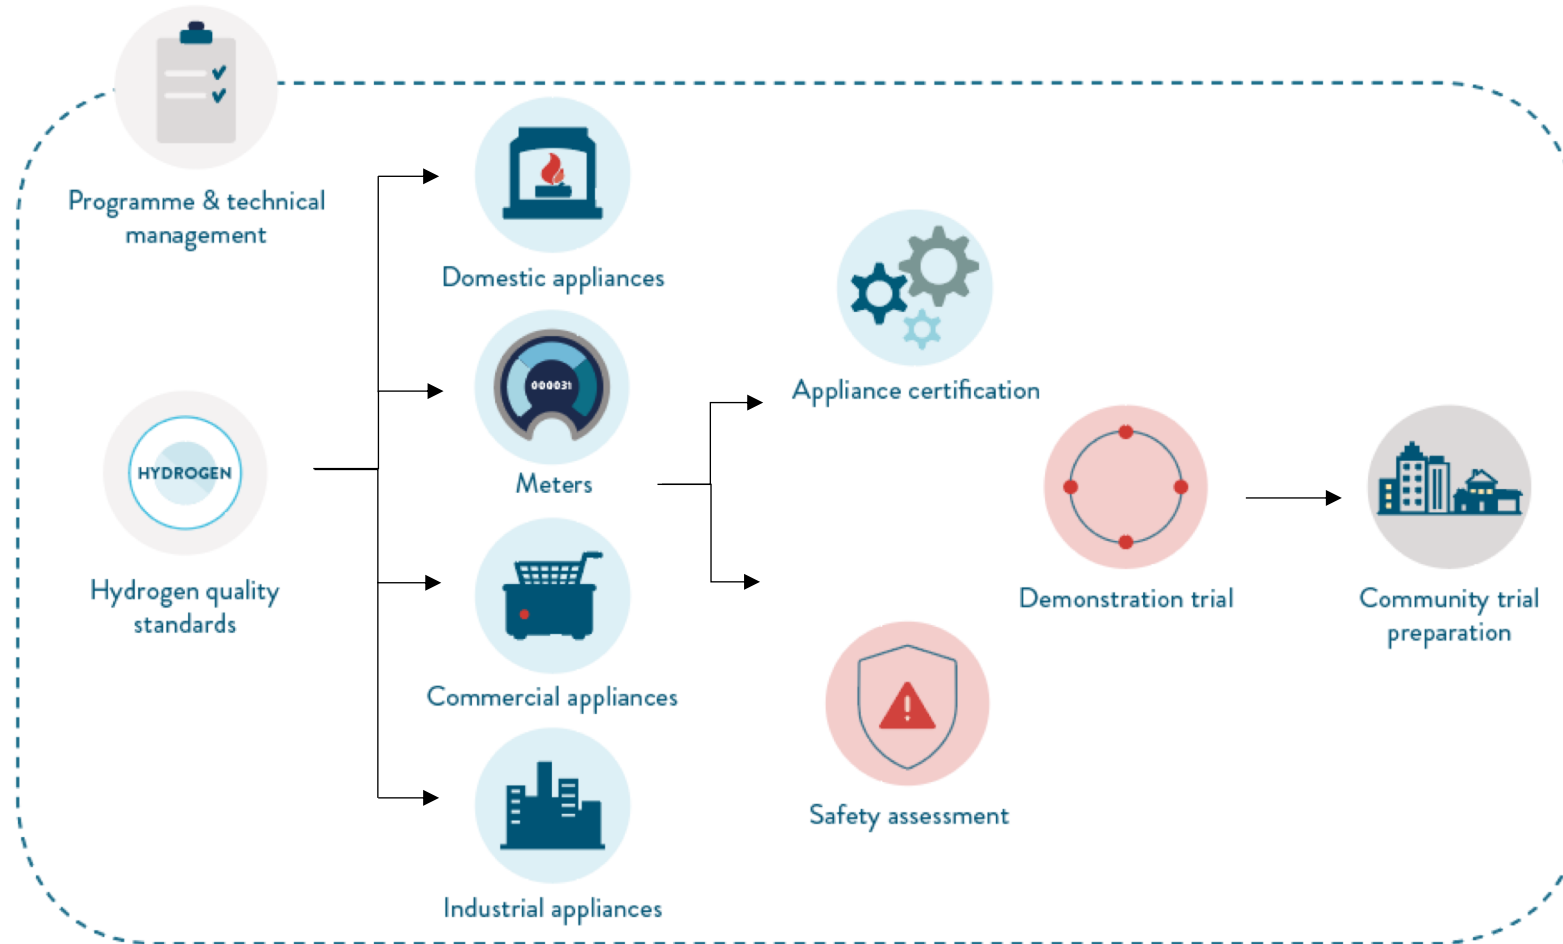 Programme & technical
management
HYDROGEN
Hydrogen quality
standards
Domestic appliances
000031
Meters
Commercial appliances
Industrial appliances
Appliance certification
Safety assessment
Demonstration trial
Community trial
preparation